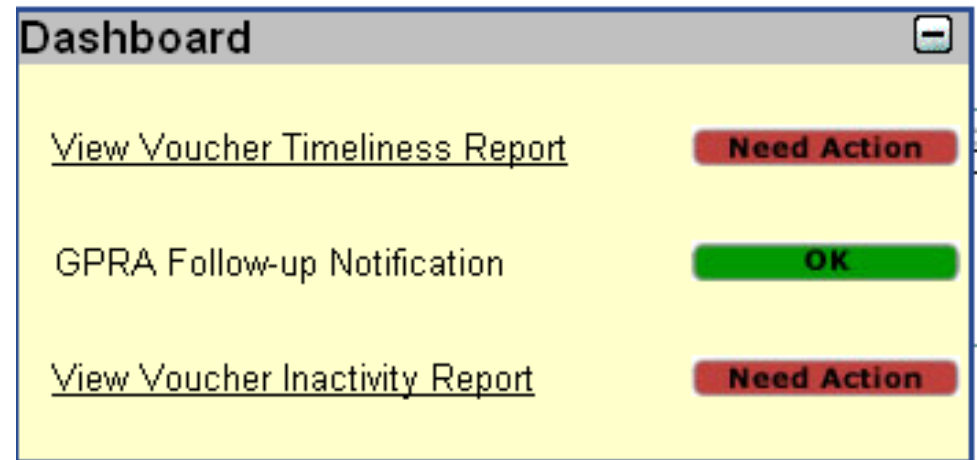 Dashboard
View Voucher Timeliness Report Need Action
GPRA Follow-up Notification OK
View Voucher Inactivity Report Need Action